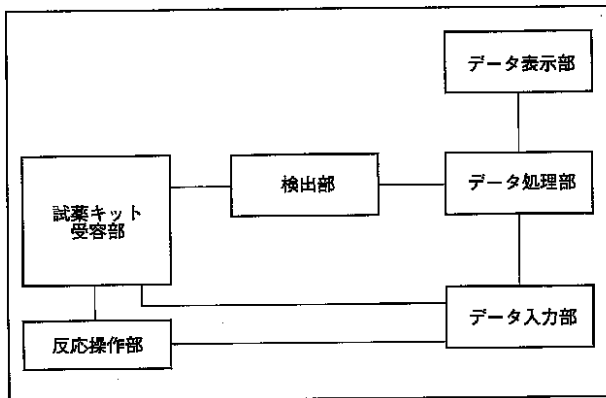 データ表示部
検出部
データ処理部
試薬キット
受容部
データ入力部
反応操作部